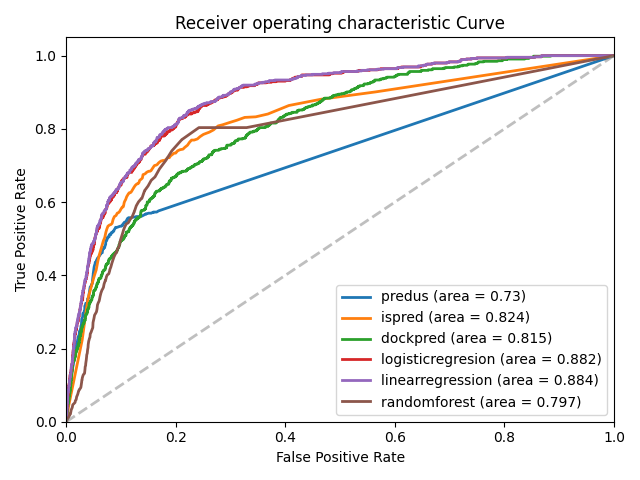 Receiver operating characteristic Curve
True Positive Rate
1.0
0.8
0.6
0.4
0.2
0.0
0.0
0.2
0.4
0.6
0.8
1.0
False Positive Rate
predus (area = 0.73)
ispred (area = 0.824)
dockpred (area = 0.815)
logisticregresion (area = 0.882)
linearregression (area = 0.884)
randomforest (area = 0.797)